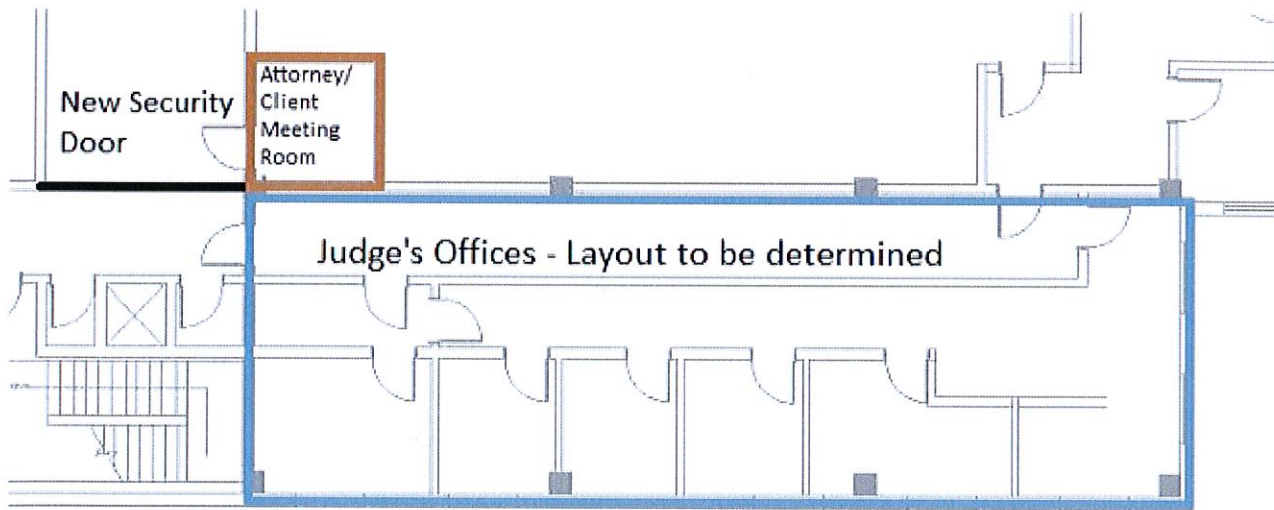 New Security
Door
Attorney/
Client
Meeting
Room
Judge's Offices - Layout to be determined